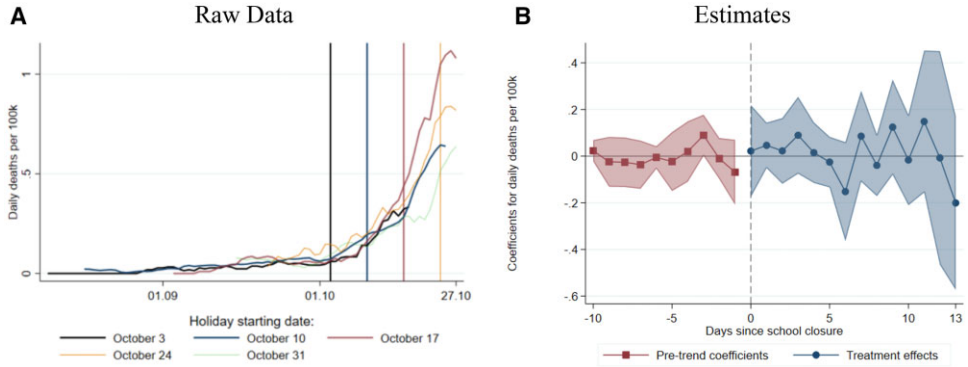 A
Raw Data
Daily deaths per 100k
1
.5
0
01.09
01.10
27.10
Holiday starting date:
October 3
October 10
October 17
October 24
October 31
B
Estimates
Coefficients for daily deaths per 100k
.4
.2
0
-.2
-.4
-.6
-10
-5
0
5
10
13
Days since school closure
Pre-trend coefficients
Treatment effects